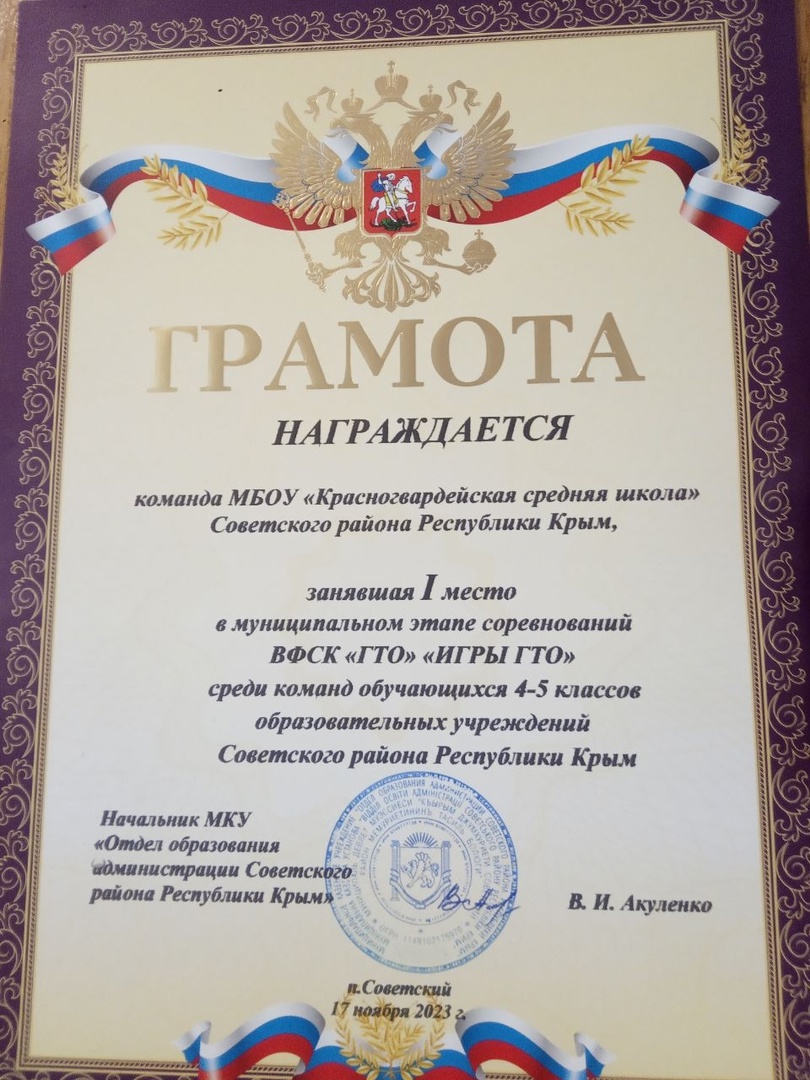 ГРАМОТА
НАГРАЖДАЕТСЯ
команда МБОУ «Красногвардейская средняя школа»
Советского района Республики Крым,
занявшая I место
в муниципальном этапе соревнований
ВФСК «ГТО» «ИГРЫ ГТО»
среди команд обучающихся 4-5 классов
образовательных учреждений
Советского района Республики Крым
Начальник МКУ
«Отдел образования
администрации Советского
района Республики Крым»
В. И. Акуленко
п.Советский
17 ноября 2023 г.